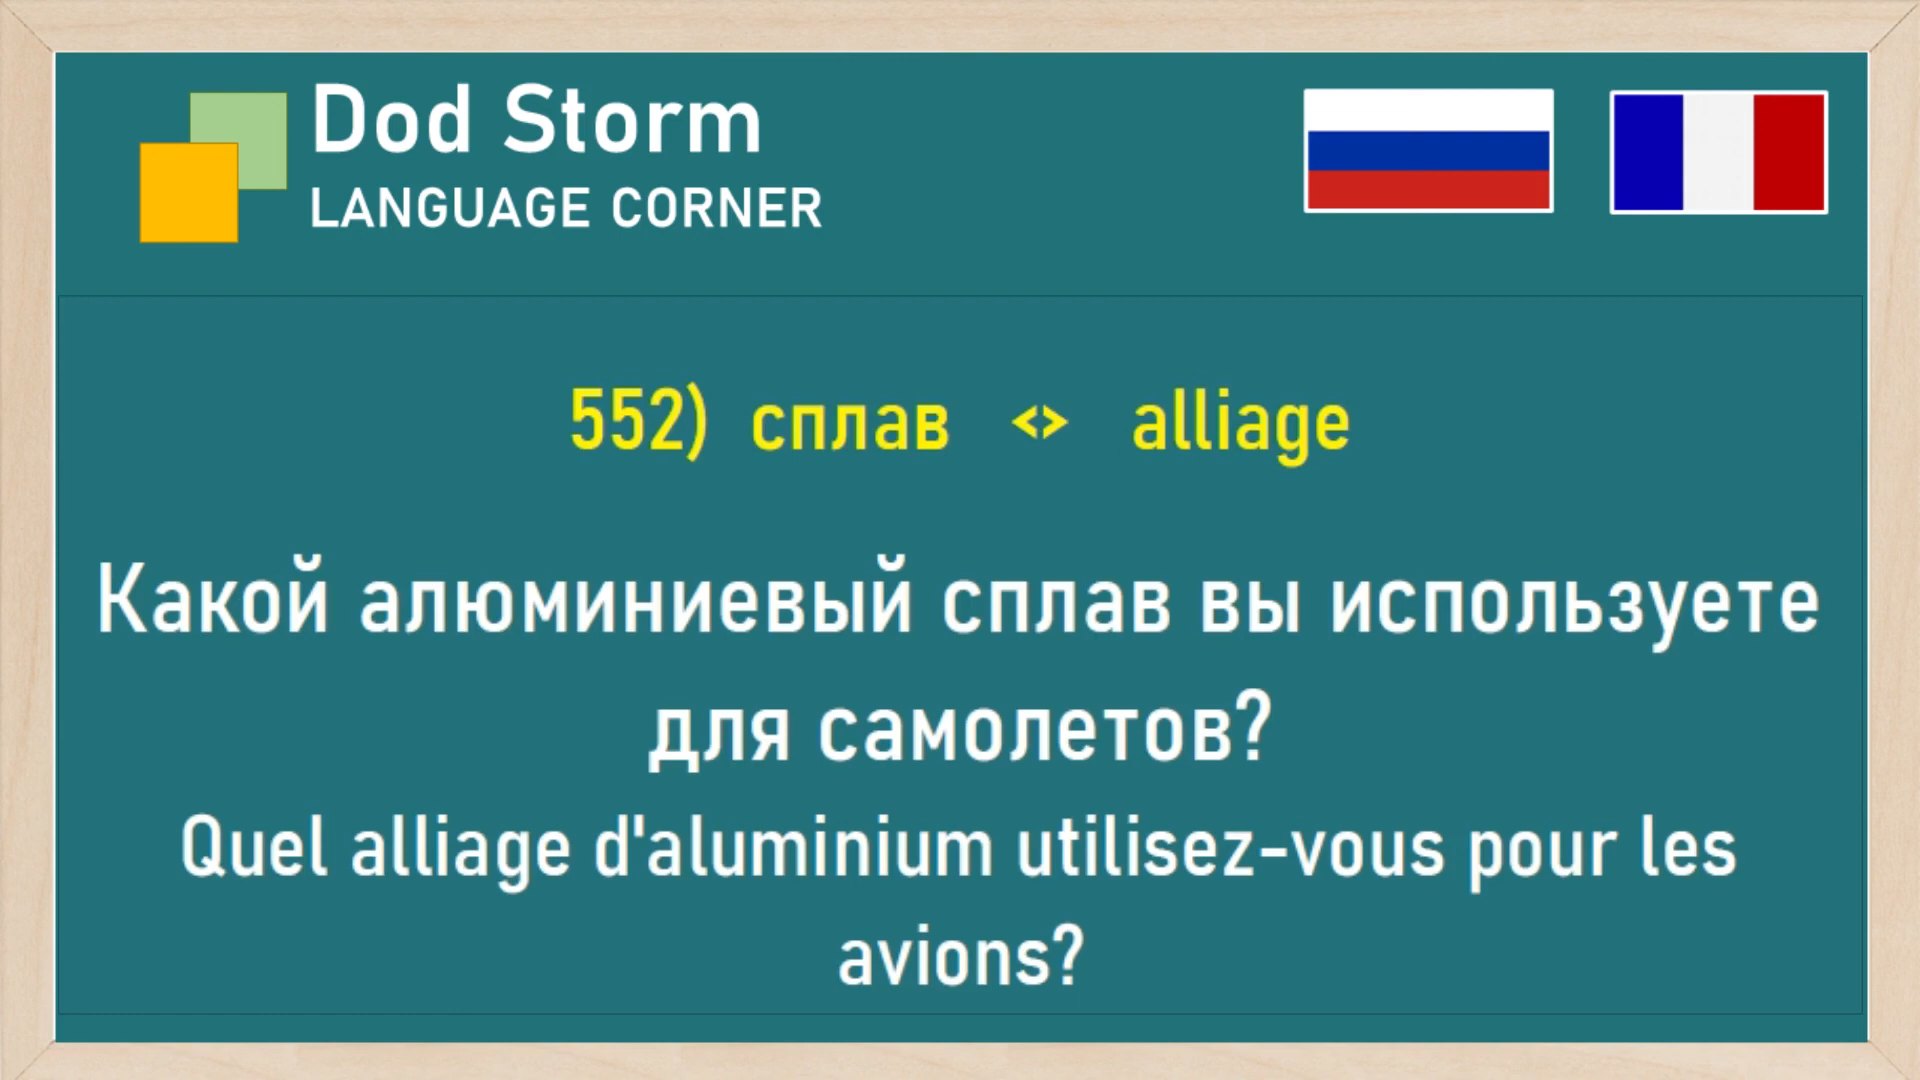 Dod Storm
LANGUAGE CORNER
552) сплав <> alliage
Какой алюминиевый сплав вы используете
для самолетов?
Quel alliage d'aluminium utilisez-vous pour les
avions?